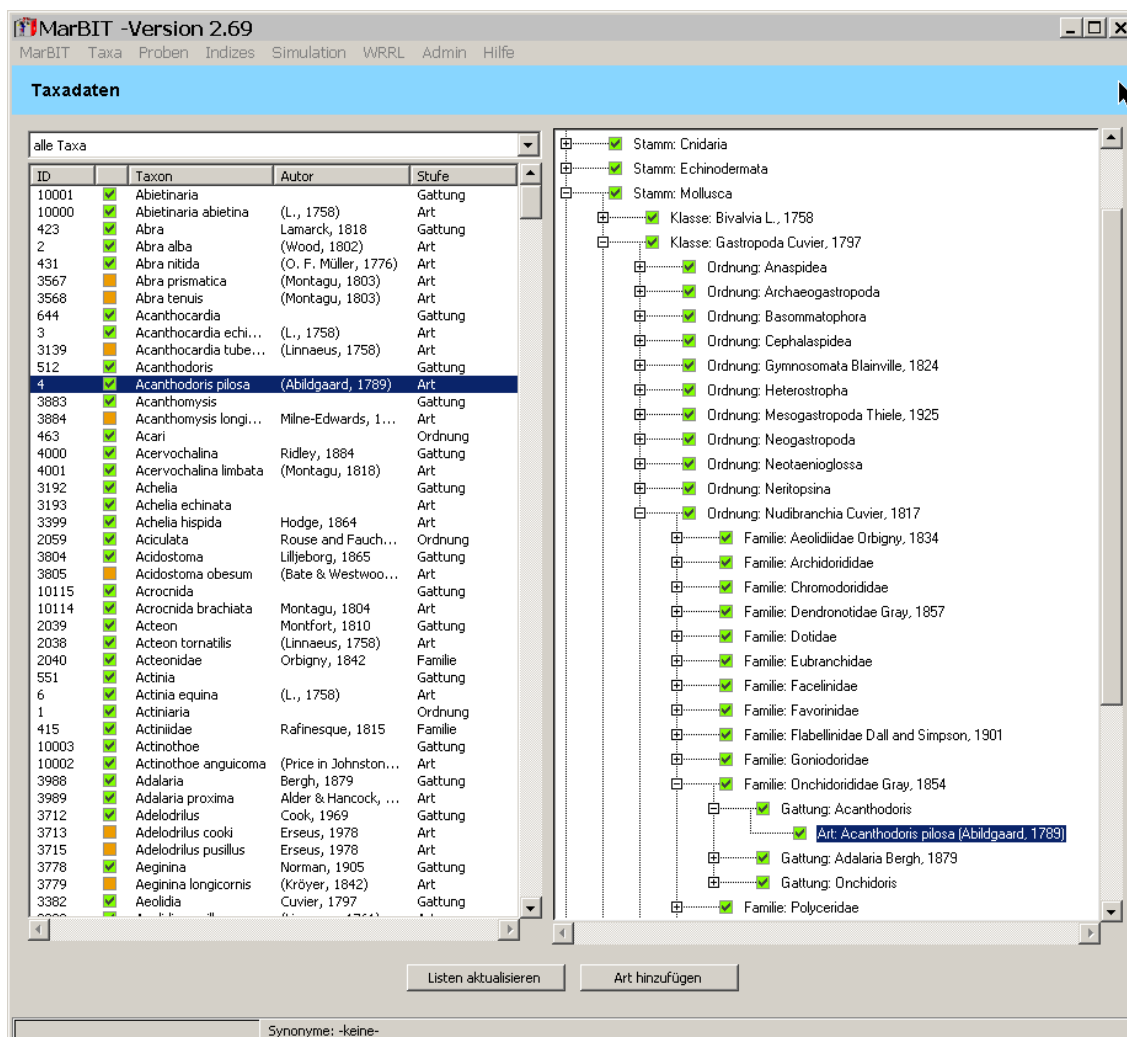 MarBIT -Version 2.69
MarBIT Taxa Proben Indizes Simulation WRRL Admin Hilfe
Taxadaten
alle Taxa
ID Taxon Autor Stufe
10001 Abietinaria Gattung
10000 Abietinaria abietina (L., 1758) Art
423 Abra Lamarck, 1818 Gattung
2 Abra alba (Wood, 1802) Art
431 Abra nitida (O. F. Müller, 1776) Art
3567 Abra prismatica (Montagu, 1803) Art
3568 Abra tenuis (Montagu, 1803) Art
644 Acanthocardia Gattung
3 Acanthocardia echi... (L., 1758) Art
3139 Acanthocardia tube... (Linnaeus, 1758) Art
512 Acanthodoris Gattung
4 Acanthodoris pilosa (Abildgaard, 1789) Art
3883 Acanthomysis Gattung
3884 Acanthomysis longi... Milne-Edwards, 1... Art
463 Acari Ordnung
4000 Acervochalina Ridley, 1884 Gattung
4001 Acervochalina limbata (Montagu, 1818) Art
3192 Achelia Gattung
3193 Achelia echinata Art
3399 Achelia hispida Hodge, 1864 Art
2059 Aciculata Rouse and Fauch... Ordnung
3804 Acidostoma Lilljeborg, 1865 Gattung
3805 Acidostoma obesum (Bate & Westwoo... Art
10115 Acrocnida Gattung
10114 Acrocnida brachiata Montagu, 1804 Art
2039 Acteon Montfort, 1810 Gattung
2038 Acteon tornatilis (Linnaeus, 1758) Art
2040 Acteonidae Orbigny, 1842 Familie
551 Actinia Gattung
6 Actinia equina (L., 1758) Art
1 Actiniaria Ordnung
415 Actiniidae Rafinesque, 1815 Familie
10003 Actinothoe Gattung
10002 Actinothoe anguicoma (Price in Johnston... Art
3988 Adalaria Bergh, 1879 Gattung
3989 Adalaria proxima Alder & Hancock, ... Art
3712 Adelodrilus Cook, 1969 Gattung
3713 Adelodrilus cooki Erseus, 1978 Art
3715 Adelodrilus pusillus Erseus, 1978 Art
3778 Aeginina Norman, 1905 Gattung
3779 Aeginina longicornis (Kröyer, 1842) Art
3382 Aeolidia Cuvier, 1797 Gattung
Stamm: Cnidaria
Stamm: Echinodermata
Stamm: Mollusca
Klasse: Bivalvia L., 1758
Klasse: Gastropoda Cuvier, 1797
Ordnung: Anaspidea
Ordnung: Archaeogastropoda
Ordnung: Basommatophora
Ordnung: Cephalaspidea
Ordnung: Gymnosomata Blainville, 1824
Ordnung: Heterostropha
Ordnung: Mesogastropoda Thiele, 1925
Ordnung: Neogastropoda
Ordnung: Neotaenioglossa
Ordnung: Neritopsina
Ordnung: Nudibranchia Cuvier, 1817
Familie: Aeolidiidae Orbigny, 1834
Familie: Archidorididae
Familie: Chromodorididae
Familie: Dendronotidae Gray, 1857
Familie: Dotidae
Familie: Eubranchidae
Familie: Facelinidae
Familie: Favorinidae
Familie: Flabellinidae Dall and Simpson, 1901
Familie: Goniodoridae
Familie: Onchidorididae Gray, 1854
Gattung: Acanthodoris
Art: Acanthodoris pilosa (Abildgaard, 1789)
Gattung: Adalaria Bergh, 1879
Gattung: Onchidoris
Familie: Polyceridae
Listen aktualisieren Art hinzufügen
Synonyme: -keine-